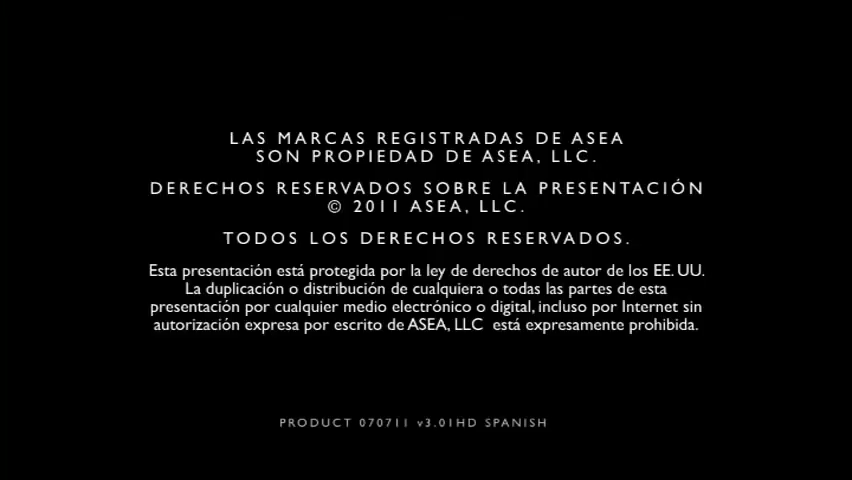 LAS MARCAS REGISTRADAS DE ASEA
SON PROPIEDAD DE ASEA, LLC.
DERECHOS RESERVADOS SOBRE LA PRESENTACIÓN
© 2011 ASEA, LLC.
TODOS LOS DERECHOS RESERVADOS.
Esta presentación está protegida por la ley de derechos de autor de los EE. UU.
La duplicación o distribución de cualquiera o todas las partes de esta
presentación por cualquier medio electrónico o digital, incluso por Internet sin
autorización expresa por escrito de ASEA, LLC está expresamente prohibida.
PRODUCT 070711 v3.01HD SPANISH